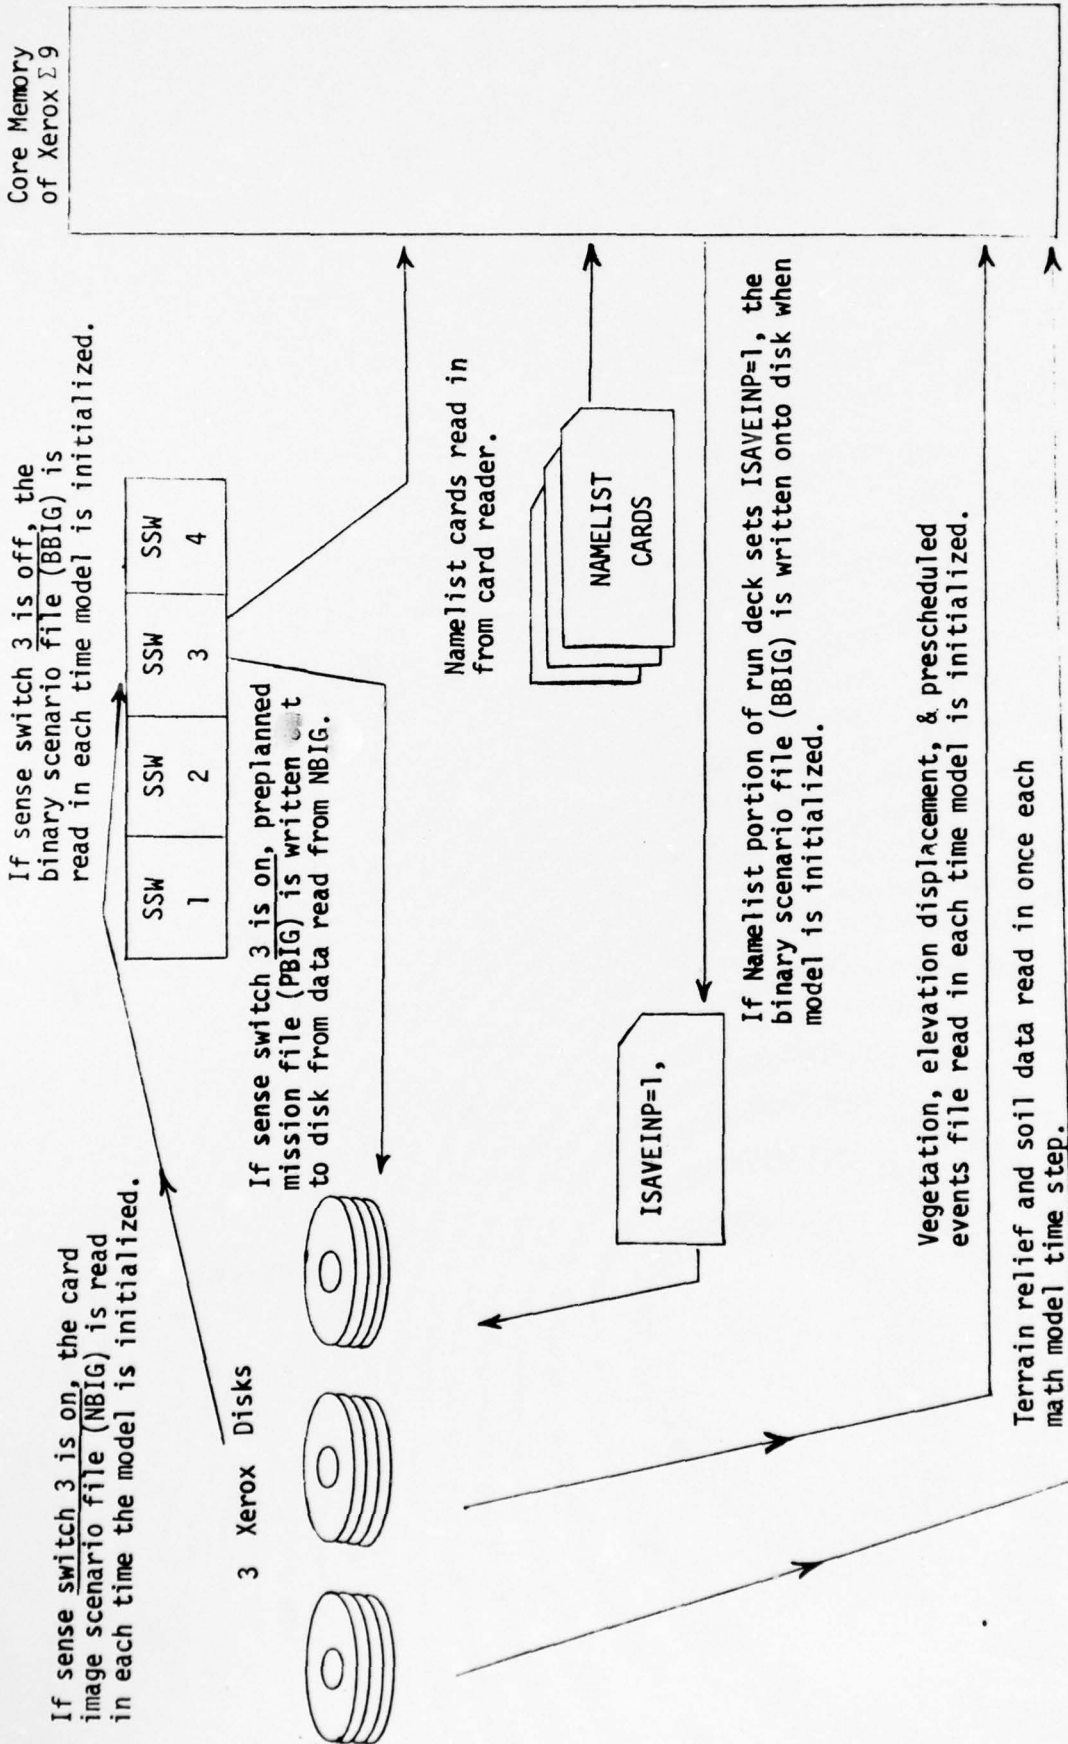 Core Memory
of Xerox Σ 9
If sense switch 3 is off, the
binary scenario file (BBIG) is
read in each time model is initialized.
If sense switch 3 is on, the card
image scenario file (NBIG) is read
in each time the model is initialized.
SSW
1
SSW
2
SSW
3
SSW
4
If sense switch 3 is on, preplanned
mission file (PBIG) is written
to disk from data read from NBIG.
3 Xerox Disks
Namelist cards read in
from card reader.
NAMELIST
CARDS
ISAVEINP=1,
If Namelist portion of run deck sets ISAVEINP=1, the
binary scenario file (BBIG) is written onto disk when
model is initialized.
Vegetation, elevation displacement, & prescheduled
events file read in each time model is initialized.
Terrain relief and soil data read in once each
math model time step.